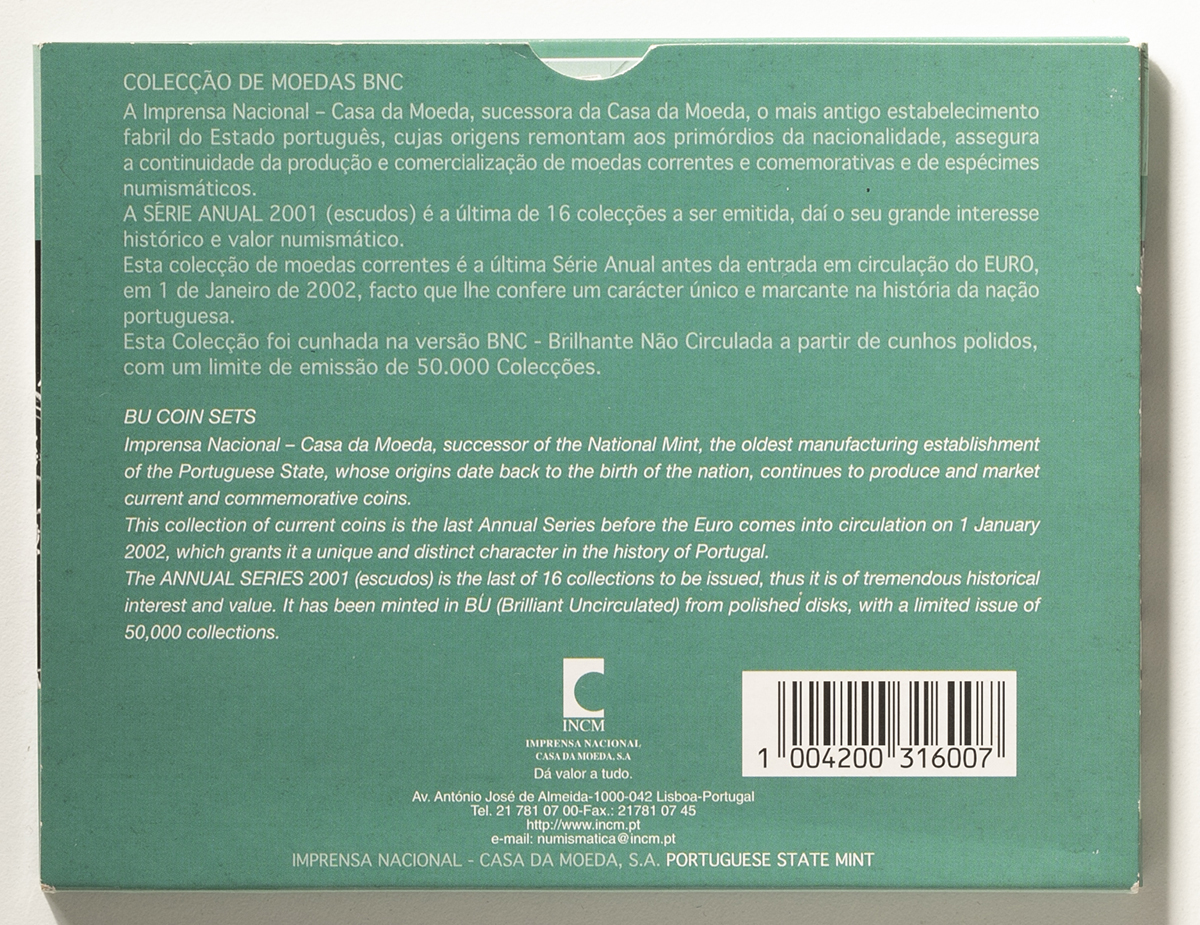 COLECÇÃO DE MOEDAS BNC
A Imprensa Nacional – Casa da Moeda, sucessora da Casa da Moeda, o mais antigo estabelecimento
fabril do Estado português, cujas origens remontam aos primórdios da nacionalidade, assegura
a continuidade da produção e comercialização de moedas correntes e comemorativas e de espécimes
numismáticos.
A SÉRIE ANUAL 2001 (escudos) é a última de 16 colecções a ser emitida, daí o seu grande interesse
histórico e valor numismático.
Esta colecção de moedas correntes é a última Série Anual antes da entrada em circulação do EURO,
em 1 de Janeiro de 2002, facto que lhe confere um carácter único e marcante na história da nação
portuguesa.
Esta Colecção foi cunhada na versão BNC - Brilhante Não Circulada a partir de cunhos polidos,
com um limite de emissão de 50.000 Colecções.
BU COIN SETS
Imprensa Nacional – Casa da Moeda, successor of the National Mint, the oldest manufacturing establishment
of the Portuguese State, whose origins date back to the birth of the nation, continues to produce and market
current and commemorative coins.
This collection of current coins is the last Annual Series before the Euro comes into circulation on 1 January
2002, which grants it a unique and distinct character in the history of Portugal.
The ANNUAL SERIES 2001 (escudos) is the last of 16 collections to be issued, thus it is of tremendous historical
interest and value. It has been minted in BU (Brilliant Uncirculated) from polished disks, with a limited issue of
50,000 collections.
INCM
IMPRENSA NACIONAL
CASA DA MOEDA, S.A
Dá valor a tudo.
1 004200 316007
Av. António José de Almeida-1000-042 Lisboa-Portugal
Tel. 21 781 07 00-Fax.: 21781 07 45
http://www.incm.pt
e-mail: numismatica@incm.pt
IMPRENSA NACIONAL - CASA DA MOEDA, S.A. PORTUGUESE STATE MINT